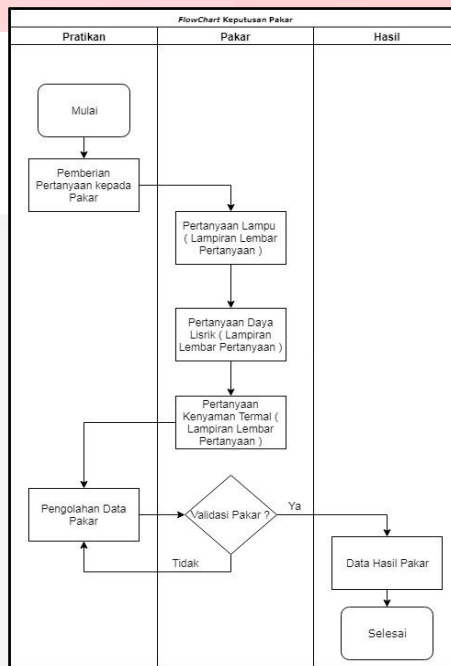 FlowChart Keputusan Pakar
Pratikan
Pakar
Hasil
Mulai
Pemberian
Pertanyaan kepada
Pakar
Pertanyaan Lampu
( Lampiran Lembar
Pertanyaan )
Pertanyaan Daya
Lisrik ( Lampiran
Lembar Pertanyaan )
Pertanyaan
Kenyaman Termal (
Lampiran Lembar
Pertanyaan )
Pengolahan Data
Pakar
Validasi Pakar ?
Ya
Tidak
Data Hasil Pakar
Selesai